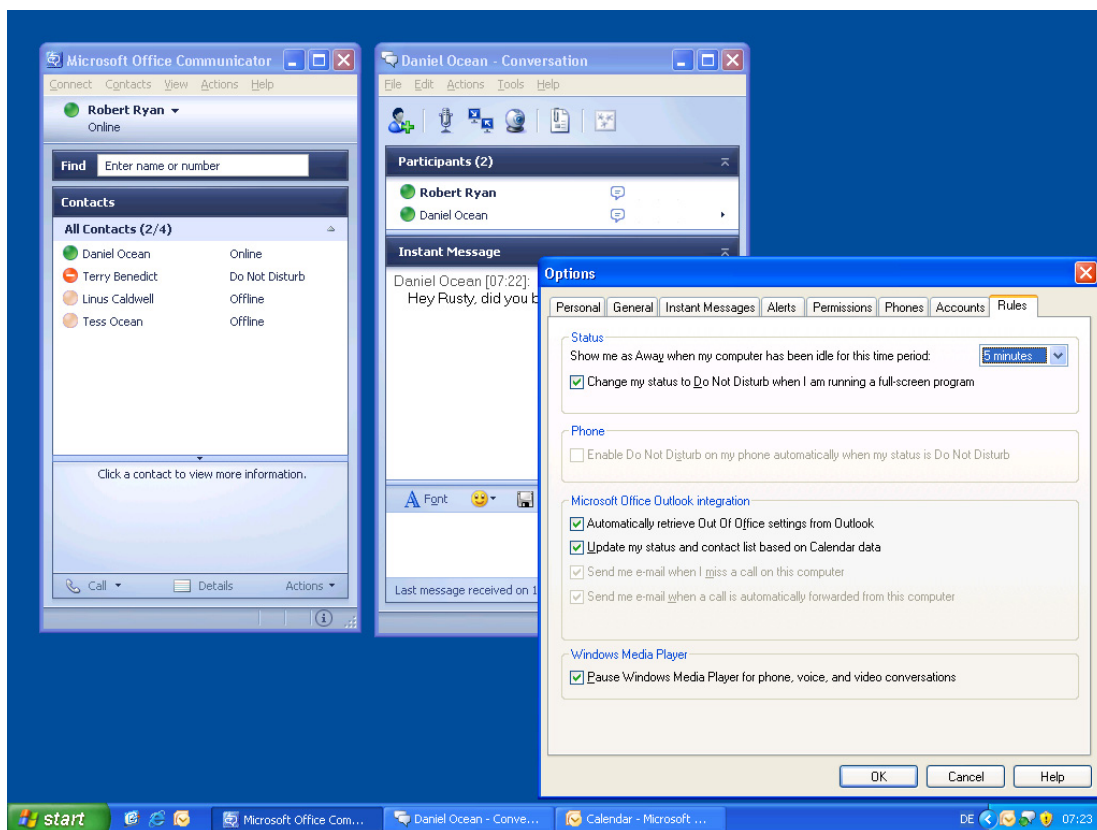 Microsoft Office Communicator
Connect Contacts View Actions Help
Robert Ryan
Online
Find Enter name or number
Contacts
All Contacts (2/4)
Daniel Ocean Online
Terry Benedict Do Not Disturb
Linus Caldwell Offline
Tess Ocean Offline
Click a contact to view more information.
Call Details Actions
Daniel Ocean - Conversation
File Edit Actions Tools Help
Participants (2)
Robert Ryan
Daniel Ocean
Instant Message
Daniel Ocean [07:22]:
Hey Rusty, did you b
Font
Last message received on 1
Options
Personal General Instant Messages Alerts Permissions Phones Accounts Rules
Status
Show me as Away when my computer has been idle for this time period: 5 minutes
Change my status to Do Not Disturb when I am running a full-screen program
Phone
Enable Do Not Disturb on my phone automatically when my status is Do Not Disturb
Microsoft Office Outlook integration
Automatically retrieve Out Of Office settings from Outlook
Update my status and contact list based on Calendar data
Send me e-mail when I miss a call on this computer
Send me e-mail when a call is automatically forwarded from this computer
Windows Media Player
Pause Windows Media Player for phone, voice, and video conversations
OK Cancel Help
start Microsoft Office Com... Daniel Ocean - Conve... Calendar - Microsoft ... DE 07:23